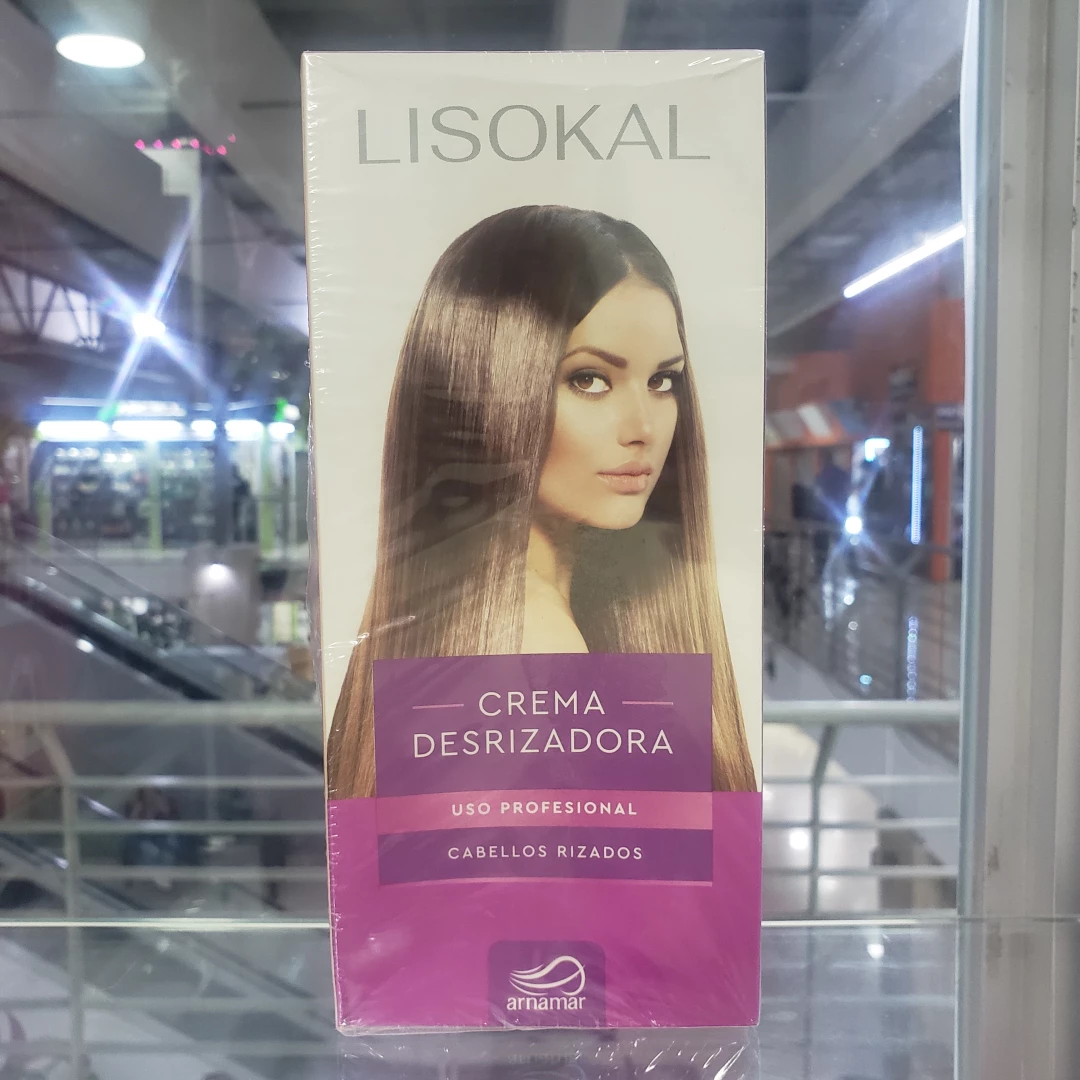 LISOKAL
CREMA
DESRIZADORA
USO PROFESIONAL
CABELLOS RIZADOS
arnamar